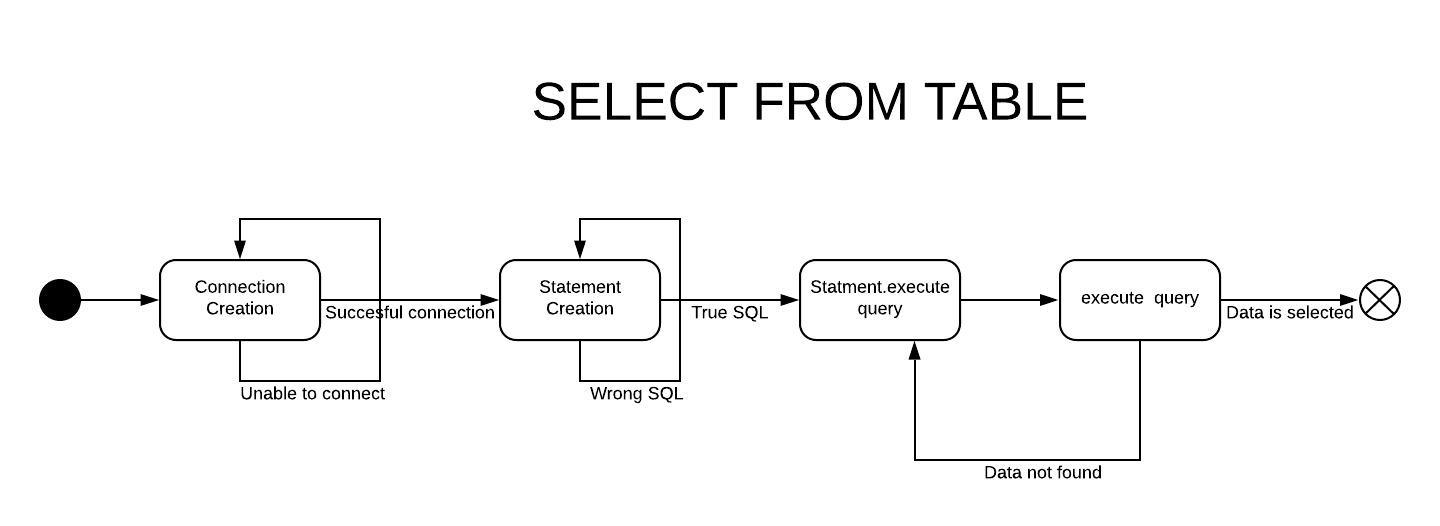 SELECT FROM TABLE
Connection
Creation
Succesful connection
Unable to connect
Statement
Creation
True SQL
Wrong SQL
Statment.execute
query
execute  query
Data is selected
Data not found